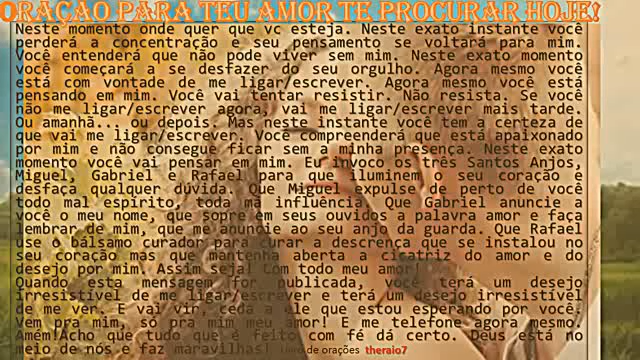 ORAÇÃO PARA TEU AMOR TE PROCURAR HOJE!
Neste momento onde quer que vc esteja. Neste exato instante você
perderá a concentração e seu pensamento se voltará para mim.
Você entenderá que não pode viver sem mim. Neste exato momento
você começará a se desfazer do seu orgulho. Agora mesmo você
está com vontade de me ligar/escrever. Agora mesmo você está
pensando em mim. Você vai tentar resistir. Não resista. Se você
não me ligar/escrever agora, vai me ligar/escrever mais tarde.
Ou amanhã... ou depois. Mas neste instante você tem a certeza de
que vai me ligar/escrever. Você compreenderá que está apaixonado
por mim e não consegue ficar sem a minha presença. Neste exato
momento você vai pensar em mim. Eu invoco os três Santos Anjos,
Miguel, Gabriel e Rafael para que iluminem o seu coração e
desfaça qualquer dúvida. Que Miguel expulse de perto de você
todo mal espírito, toda má influência. Que Gabriel anuncie a
você o meu nome, que sopre em seus ouvidos a palavra amor e faça
lembrar de mim, que me anuncie ao seu anjo da guarda. Que Rafael
use o bálsamo curador para curar a descrença que se instalou no
seu coração mas que mantenha aberta a cicatriz do amor e do
desejo por mim. Assim seja! Com todo meu amor!
Quando esta mensagem for publicada, você terá um desejo
irresistível de me ligar/escraver e terá um desejo irresistível
de me ver. E vai vir, ceda a ele que estou esperando por você.
Vem pra mim, só pra mim meu amor! E me telefone agora mesmo.
Amém!Acho que tudo que é feito com fé dá certo. Deus está no
meio de nós e faz maravilhas! de orações theraio7